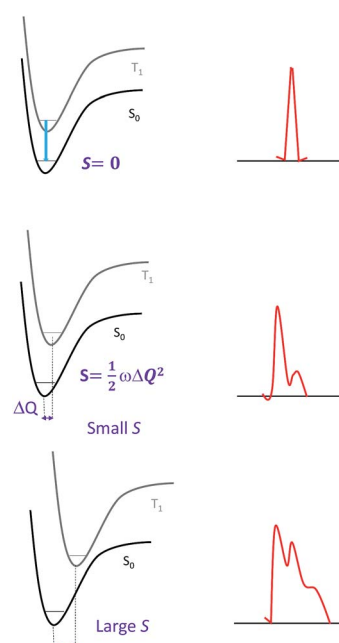 T₁
S₀
S= 0
T₁
S₀
S= 1/2 ωΔQ²
ΔQ
Small S
T₁
S₀
Large S